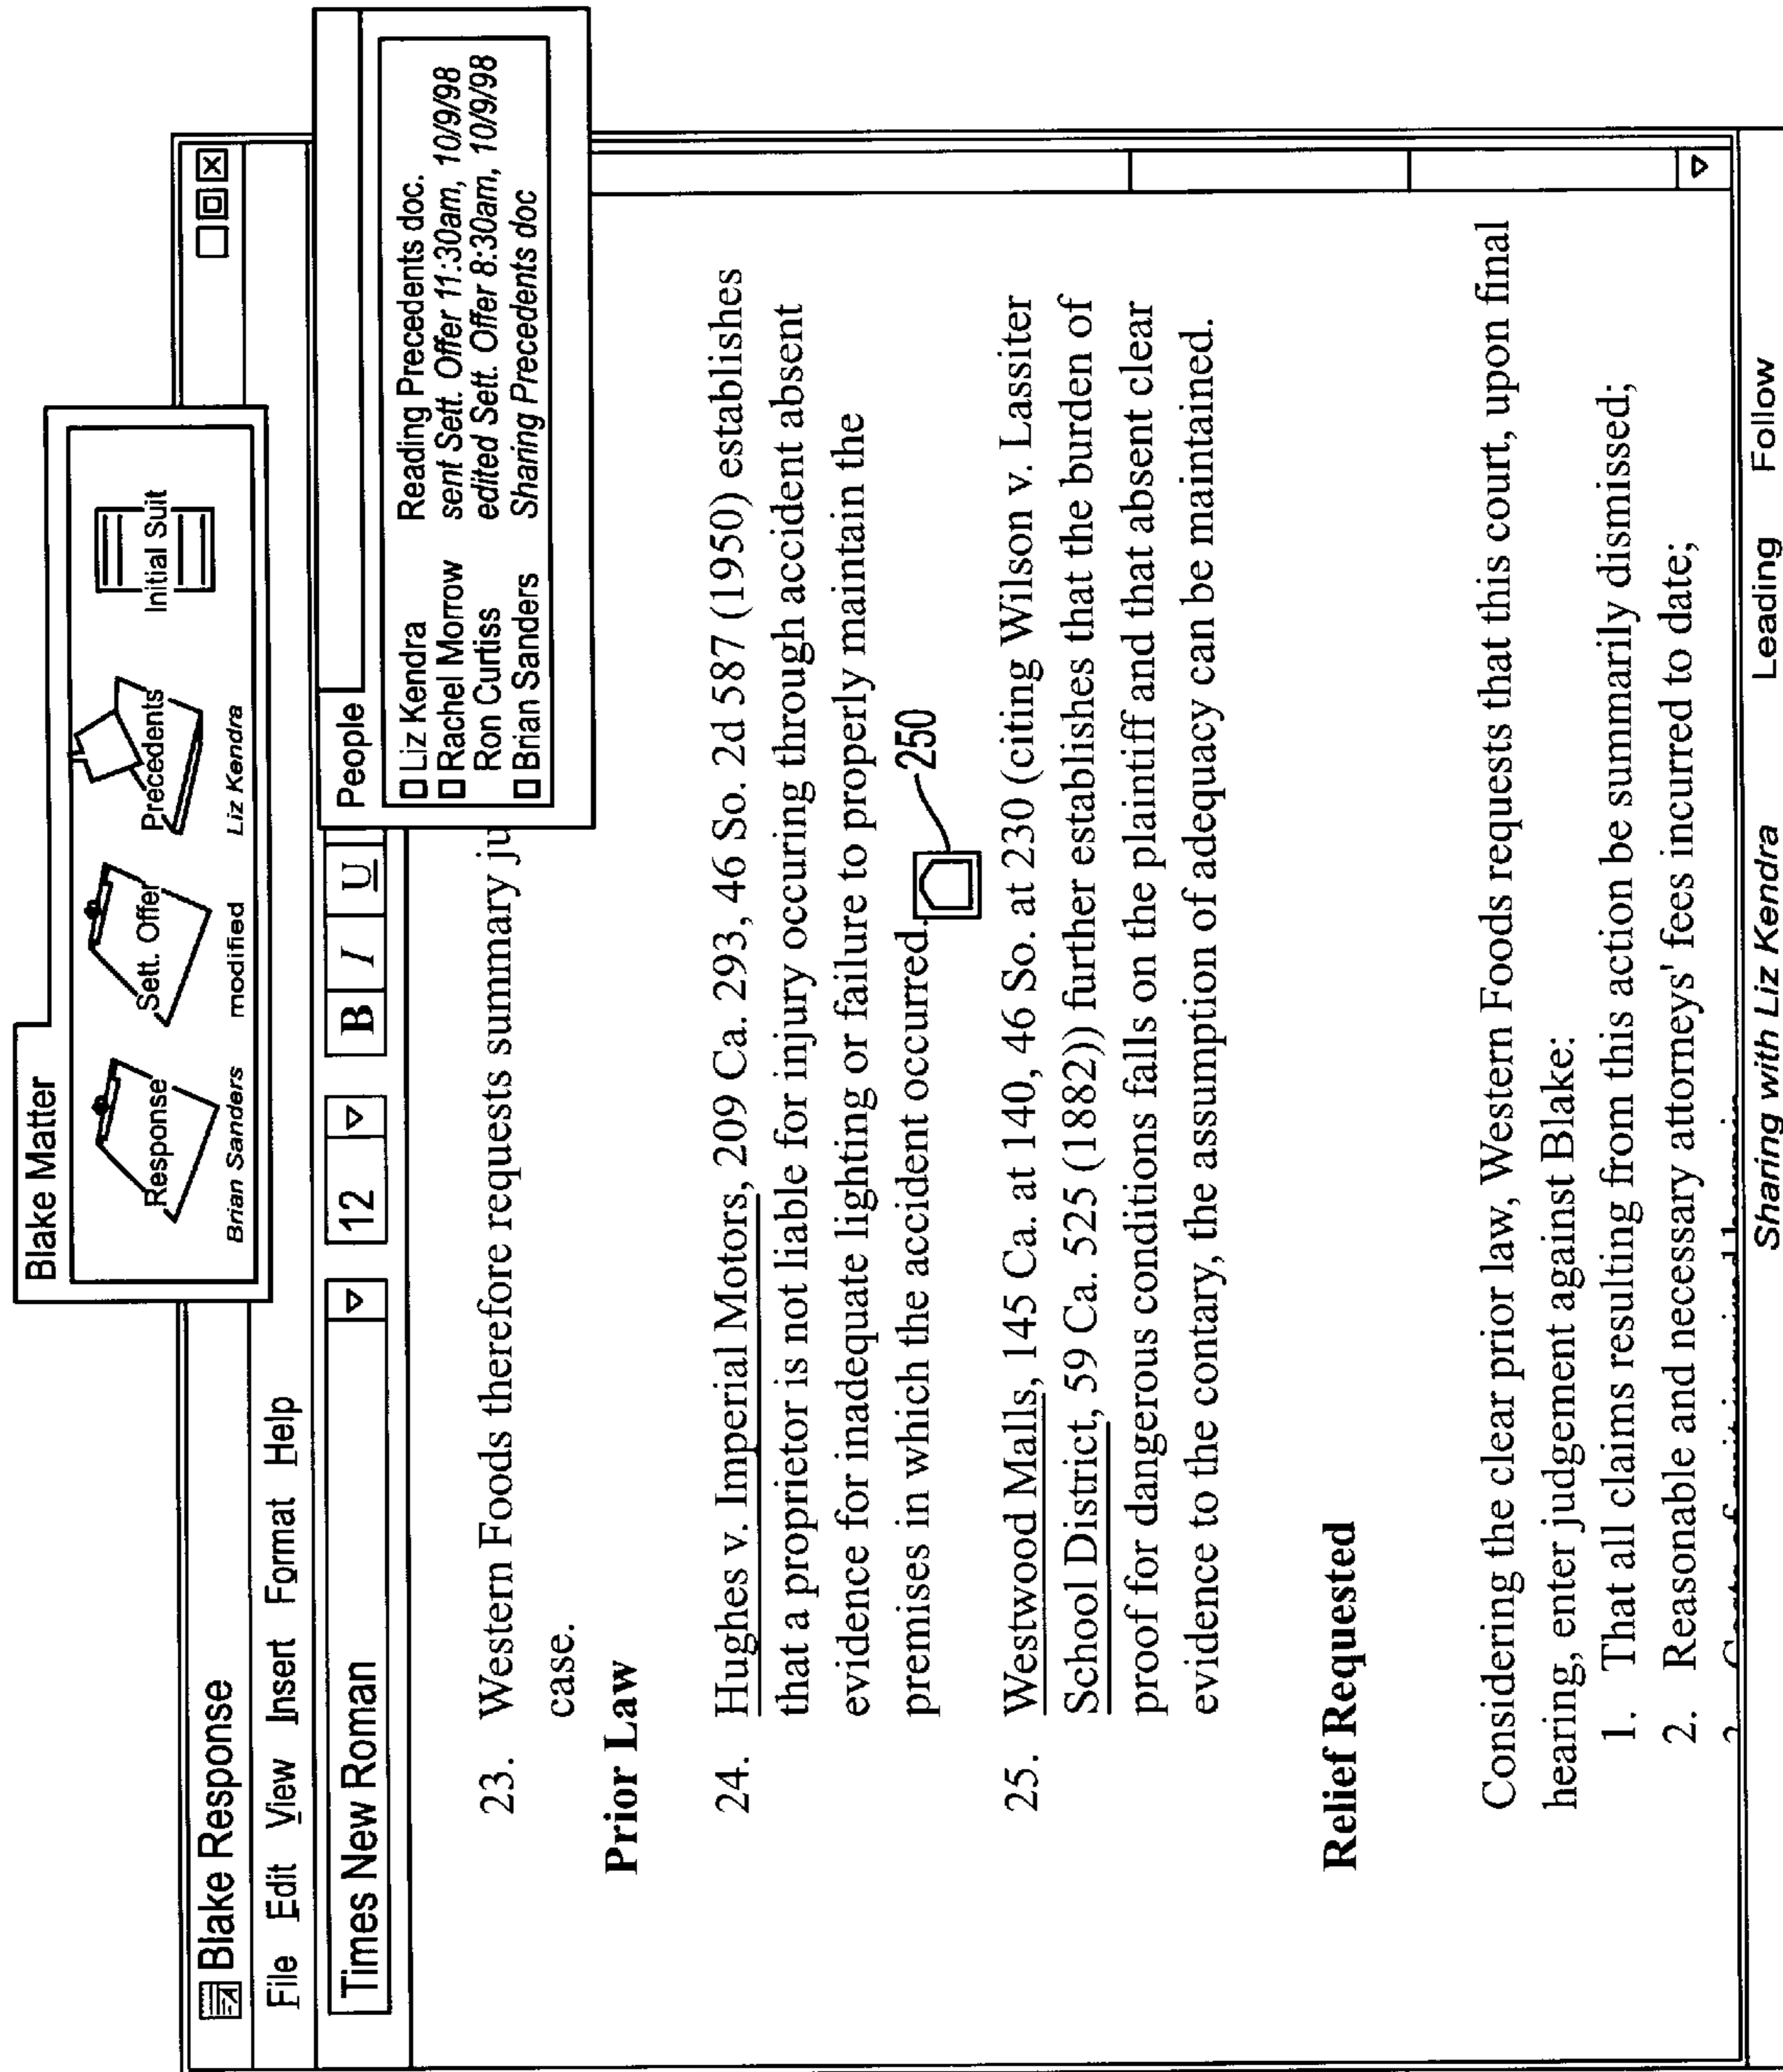 Blake Matter
Response
Sett. Offer
Precedents
Initial Suit
Brian Sanders
modified
Liz Kendra
Blake Response
File Edit View Insert Format Help
Times New Roman 12 B I U
People
Liz Kendra Reading Precedents doc.
Rachel Morrow sent Sett. Offer 11:30am, 10/9/98
Ron Curtiss edited Sett. Offer 8:30am, 10/9/98
Brian Sanders Sharing Precedents doc
23. Western Foods therefore requests summary ju
case.
Prior Law
24. Hughes v. Imperial Motors, 209 Ca. 293, 46 So. 2d 587 (1950) establishes
that a proprietor is not liable for injury occuring through accident absent
evidence for inadequate lighting or failure to properly maintain the
premises in which the accident occurred.
250
25. Westwood Malls, 145 Ca. at 140, 46 So. at 230 (citing Wilson v. Lassiter
School District, 59 Ca. 525 (1882)) further establishes that the burden of
proof for dangerous conditions falls on the plaintiff and that absent clear
evidence to the contary, the assumption of adequacy can be maintained.
Relief Requested
Considering the clear prior law, Western Foods requests that this court, upon final
hearing, enter judgement against Blake:
1. That all claims resulting from this action be summarily dismissed;
2. Reasonable and necessary attorneys' fees incurred to date;
Sharing with Liz Kendra Leading Follow